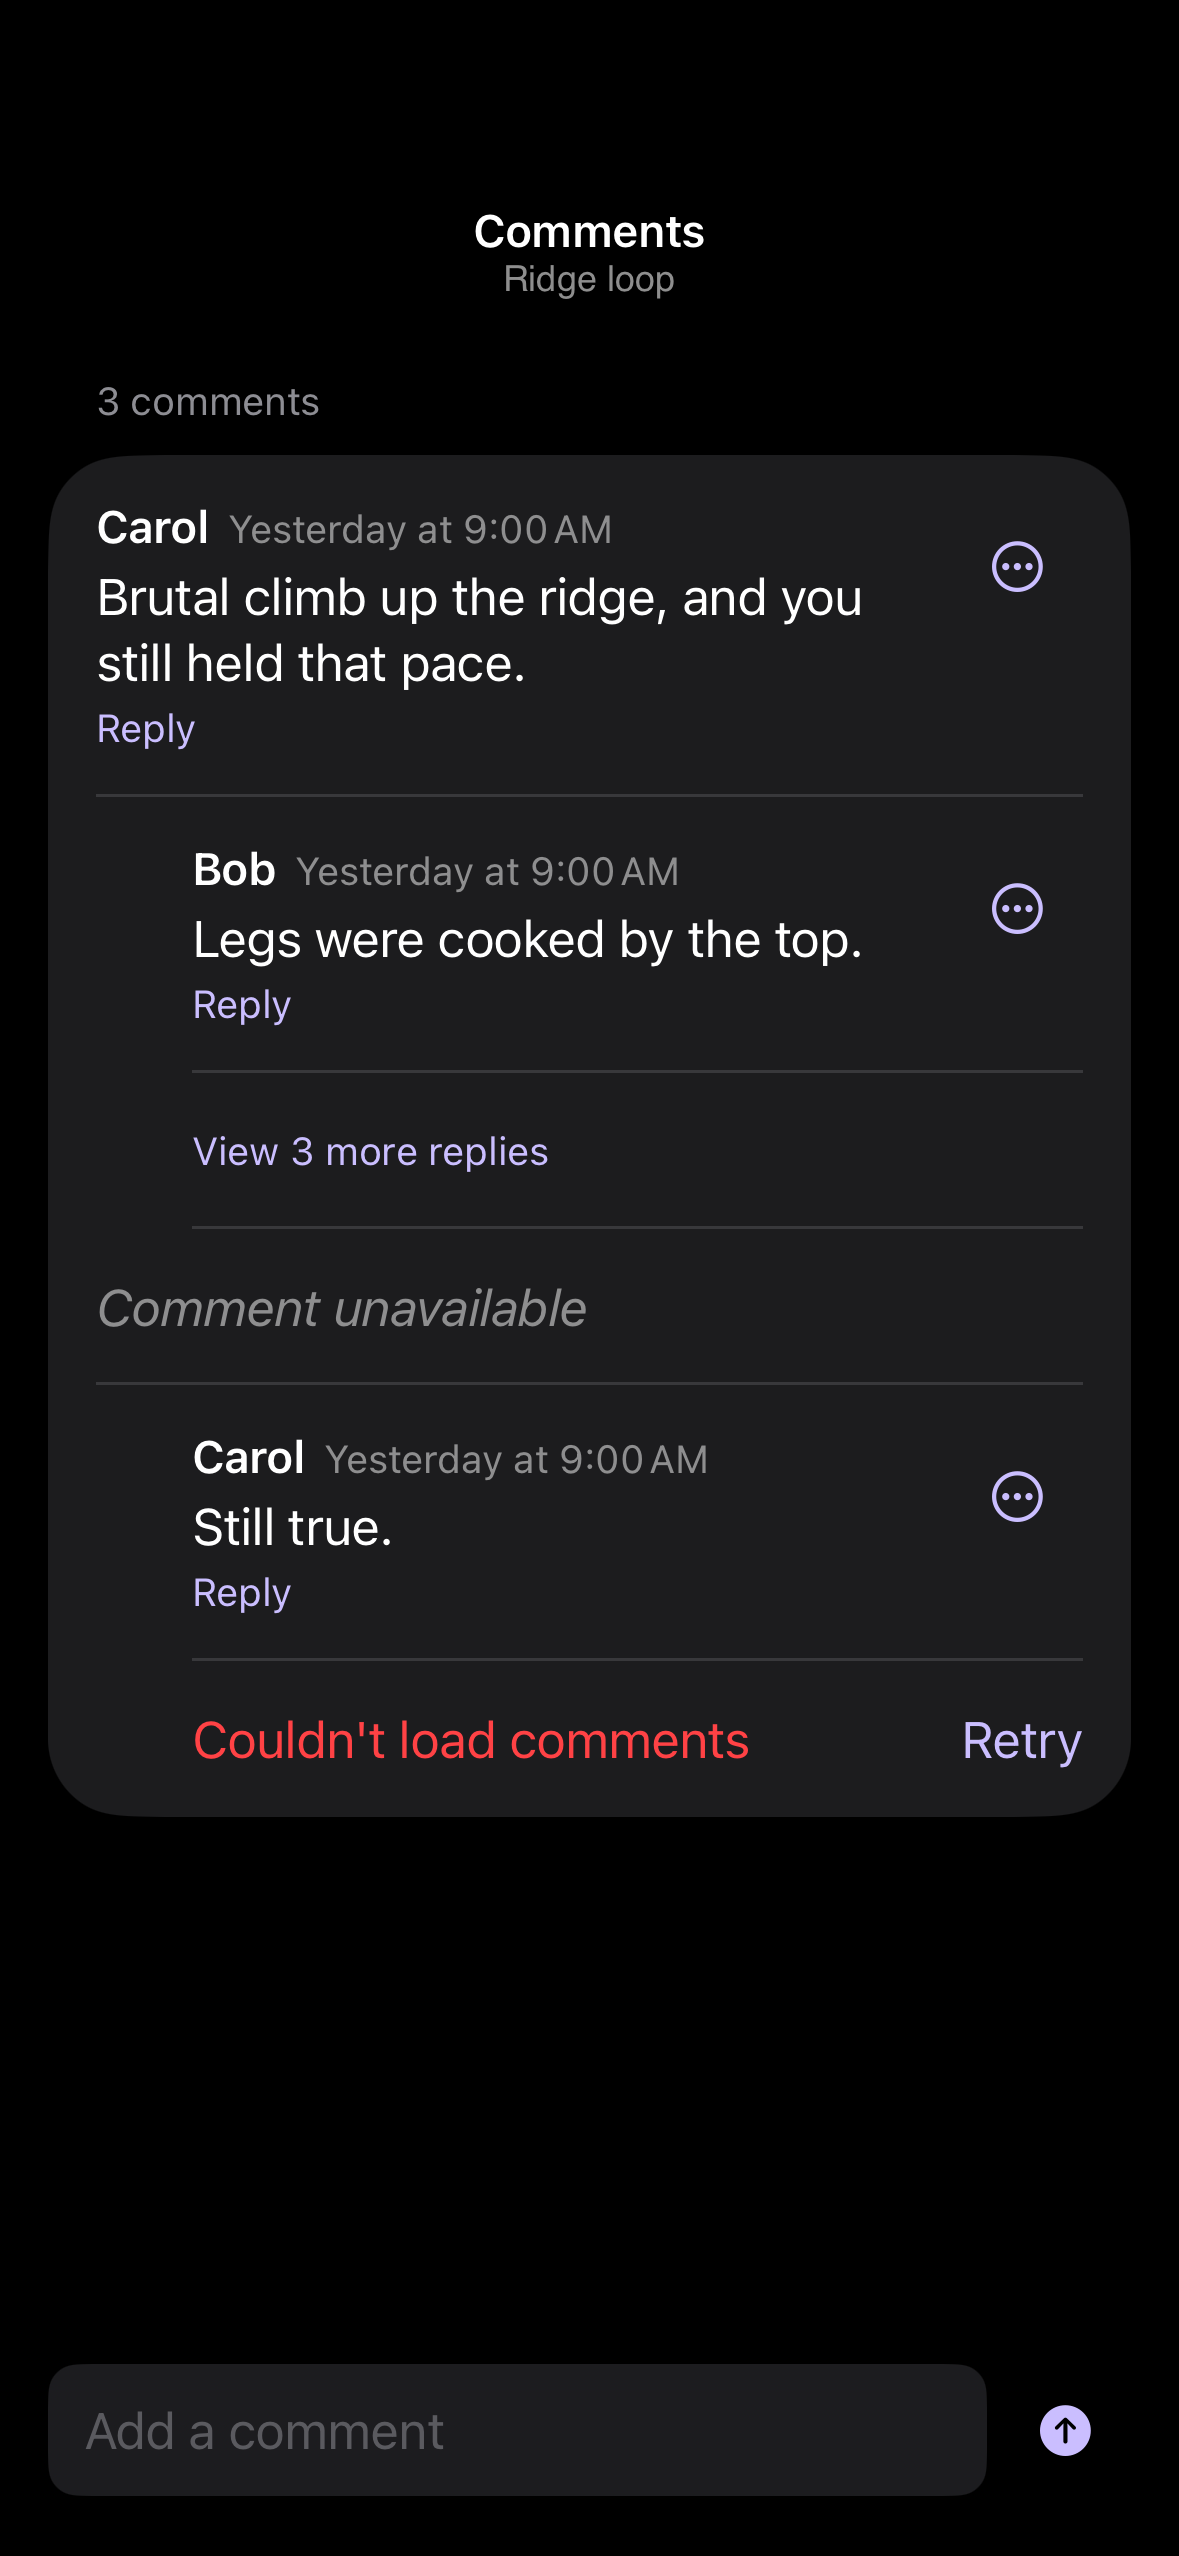 Comments
Ridge loop
3 comments
Carol Yesterday at 9:00 AM
Brutal climb up the ridge, and you
still held that pace.
Reply
Bob Yesterday at 9:00 AM
Legs were cooked by the top.
Reply
View 3 more replies
Comment unavailable
Carol Yesterday at 9:00 AM
Still true.
Reply
Couldn't load comments Retry
Add a comment